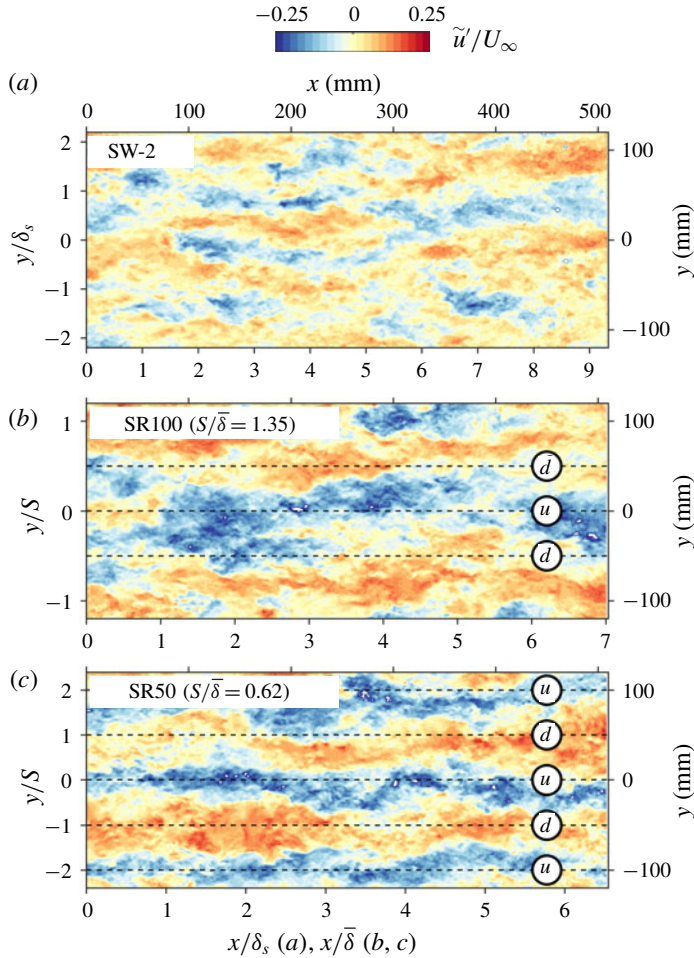 −0.25 0 0.25 ũ′/U∞
(a) x (mm)
0 100 200 300 400 500
SW-2
y/δs
2
1
0
−1
−2
100
0
−100
y (mm)
0 1 2 3 4 5 6 7 8 9
(b)
SR100 (S/δ̅ = 1.35)
y/S
1
0
−1
d
u
d
100
0
−100
y (mm)
0 1 2 3 4 5 6 7
(c)
SR50 (S/δ̅ = 0.62)
y/S
2
1
0
−1
−2
u
d
u
d
u
100
0
−100
y (mm)
0 1 2 3 4 5 6
x/δs (a), x/δ̅ (b, c)